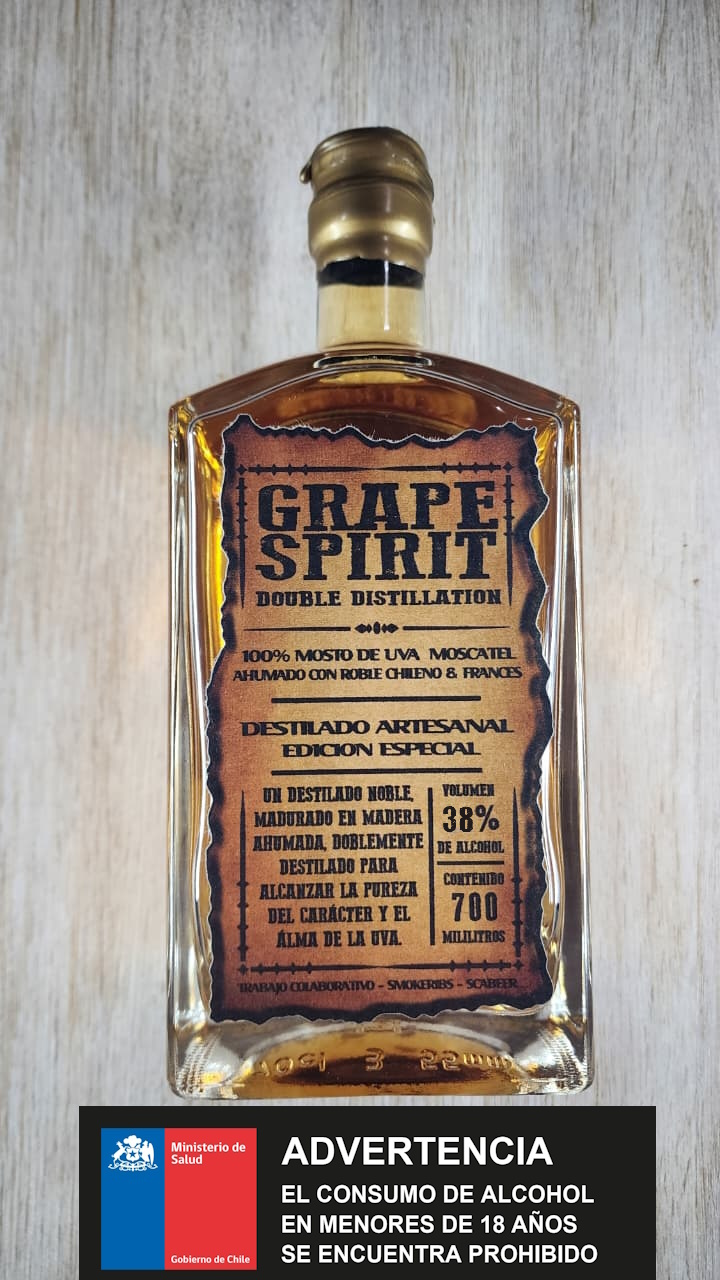 GRAPE
SPIRIT
DOUBLE DISTILLATION
100% MOSTO DE UVA MOSCATEL
AHUMADO CON ROBLE CHILENO & FRANCES
DESTILADO ARTESANAL
EDICION ESPECIAL
UN DESTILADO NOBLE,
MADURADO EN MADERA
AHUMADA, DOBLEMENTE
DESTILADO PARA
ALCANZAR LA PUREZA
DEL CARÁCTER Y EL
ÁLMA DE LA UVA.
VOLUMEN
38%
DE ALCOHOL
CONTENIDO
700
MILILITROS
TRABAJO COLABORATIVO - SMOKERIBS - SCABEER
3 22mm
Ministerio de
Salud
Gobierno de Chile
ADVERTENCIA
EL CONSUMO DE ALCOHOL
EN MENORES DE 18 AÑOS
SE ENCUENTRA PROHIBIDO